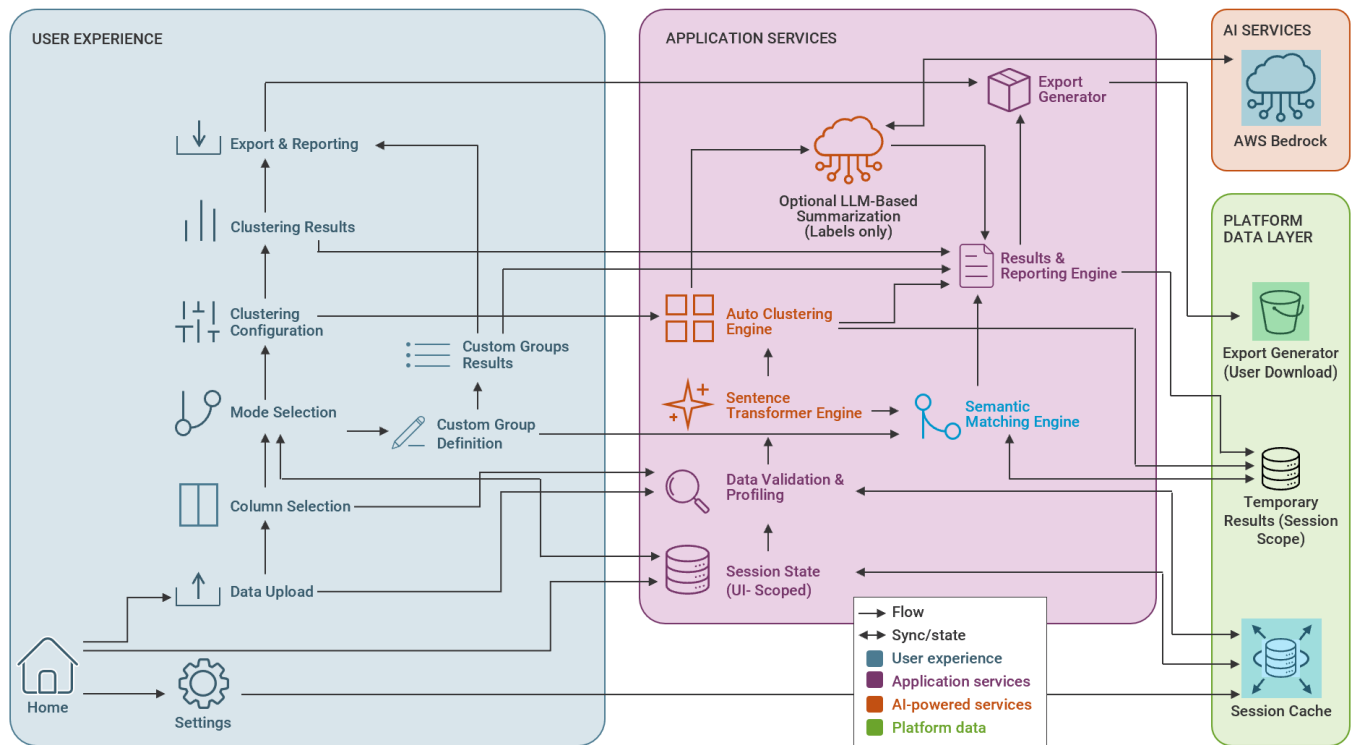 USER EXPERIENCE
Export & Reporting
Clustering Results
Clustering
Configuration
Custom Groups
Results
Mode Selection
Custom Group
Definition
Column Selection
Data Upload
Home
Settings
APPLICATION SERVICES
Export
Generator
Optional LLM-Based
Summarization
(Labels only)
Results &
Reporting Engine
Auto Clustering
Engine
Sentence
Transformer Engine
Semantic
Matching Engine
Data Validation &
Profiling
Session State
(UI- Scoped)
Flow
Sync/state
User experience
Application services
AI-powered services
Platform data
AI SERVICES
AWS Bedrock
PLATFORM
DATA LAYER
Export Generator
(User Download)
Temporary
Results (Session
Scope)
Session Cache